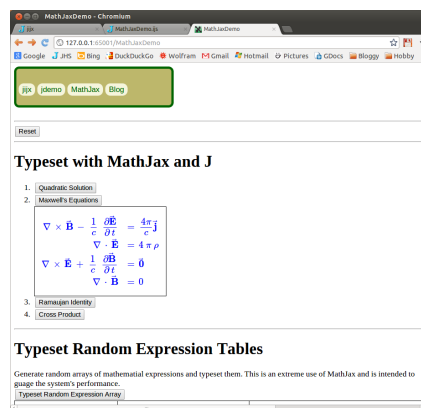 MathJaxDemo - Chromium
jijx
MathJaxDemo.ijs
MathJaxDemo
127.0.0.1:65001/MathJaxDemo
Google JHS Bing DuckDuckGo Wolfram Gmail Hotmail Pictures GDocs Bloggy Hobby
jijx jdemo MathJax Blog
Reset
Typeset with MathJax and J
1. Quadratic Solution
2. Maxwell's Equations
∇ × B⃗ − 1/c ∂E⃗/∂t = 4π/c j⃗
∇ · E⃗ = 4 π ρ
∇ × E⃗ + 1/c ∂B⃗/∂t = 0⃗
∇ · B⃗ = 0
3. Ramaujan Identity
4. Cross Product
Typeset Random Expression Tables
Generate random arrays of mathematial expressions and typeset them. This is an extreme use of MathJax and is intended to
guage the system's performance.
Typeset Random Expression Array